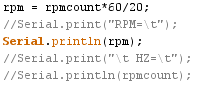 rpm = rpmcount*60/20;
//Serial.print("RPM=\t");
Serial.println(rpm);
//Serial.print("\t HZ=\t");
//Serial.println(rpmcount);